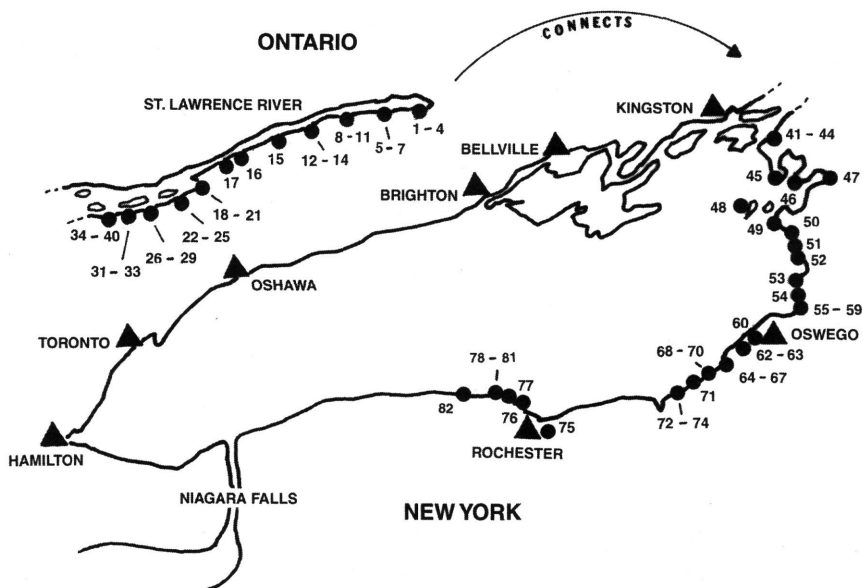 CONNECTS
ONTARIO
ST. LAWRENCE RIVER
KINGSTON
1 – 4
8 – 11
5 – 7
12 – 14
15
16
17
41 – 44
BELLVILLE
BRIGHTON
45
46
47
18 – 21
48
22 – 25
49
50
34 – 40
26 – 29
51
31 – 33
52
OSHAWA
53
54
55 – 59
60
OSWEGO
TORONTO
62 – 63
68 – 70
64 – 67
78 – 81
77
71
82
76
72 – 74
75
HAMILTON
ROCHESTER
NIAGARA FALLS
NEW YORK